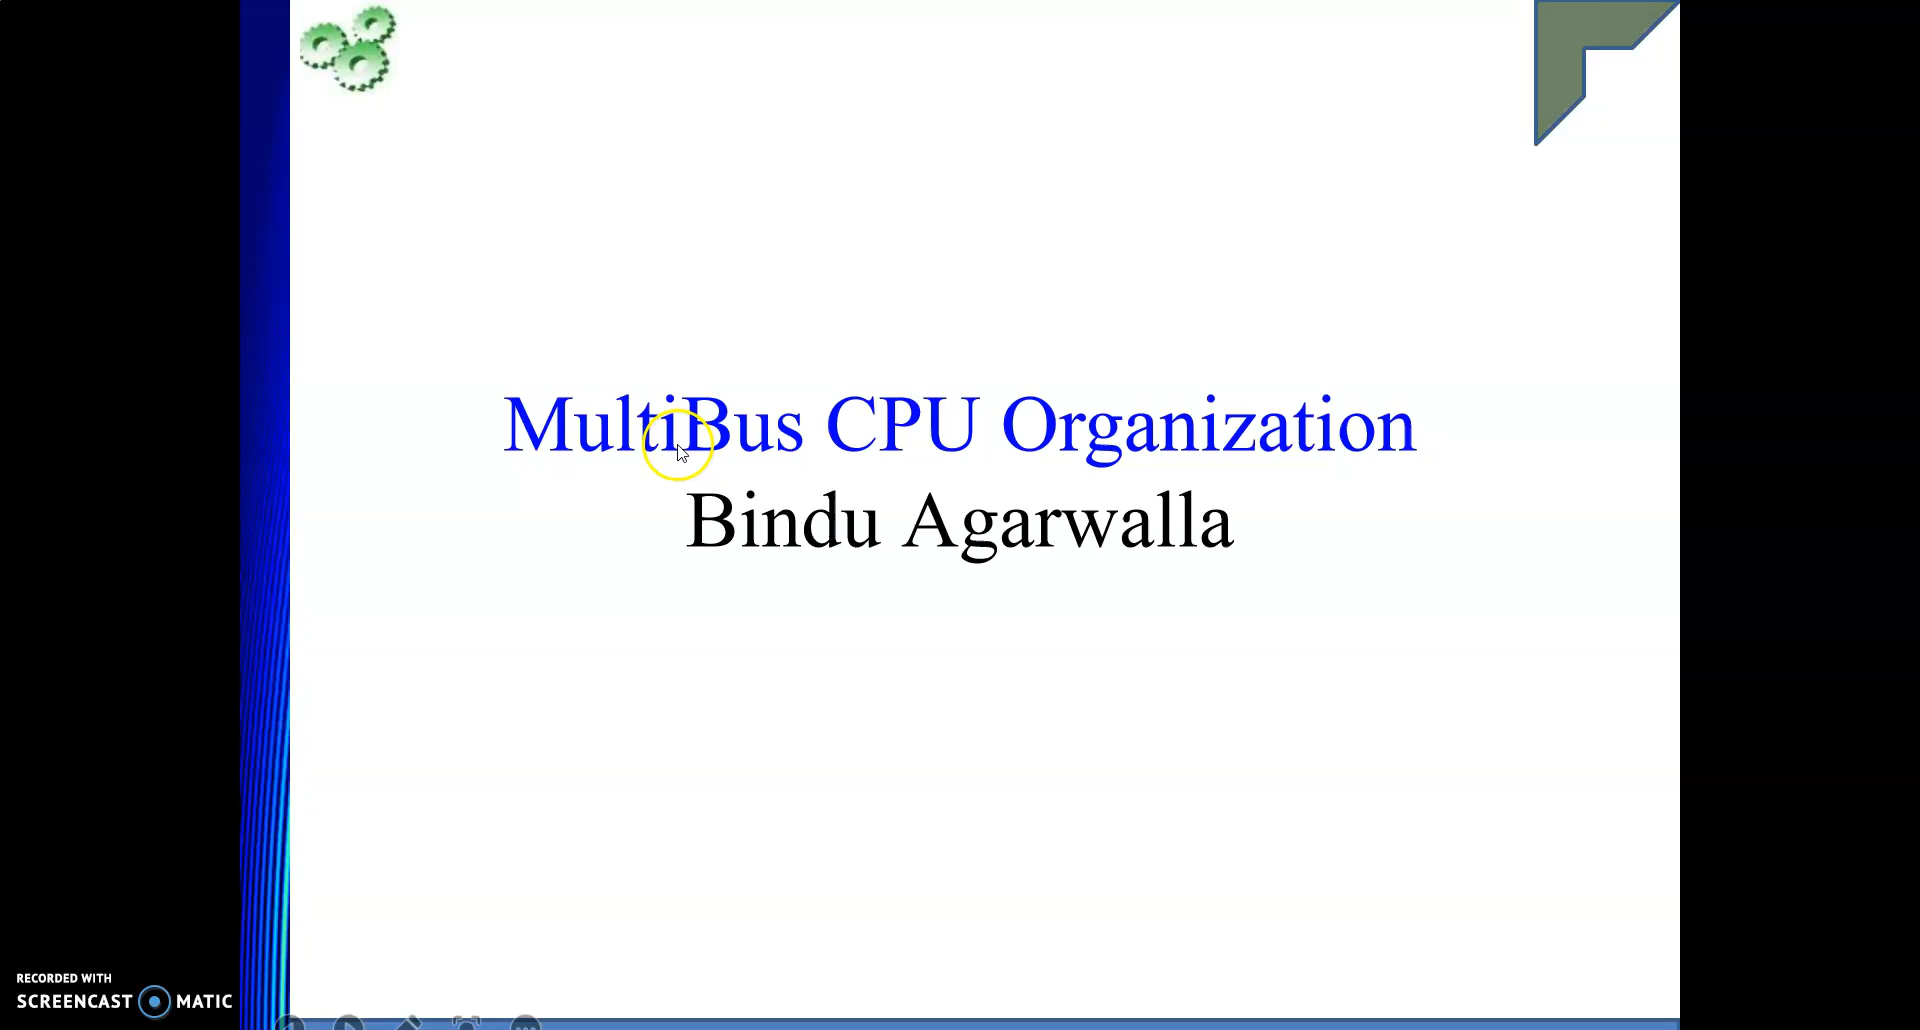 MultiBus CPU Organization
Bindu Agarwalla
RECORDED WITH
SCREENCAST MATIC